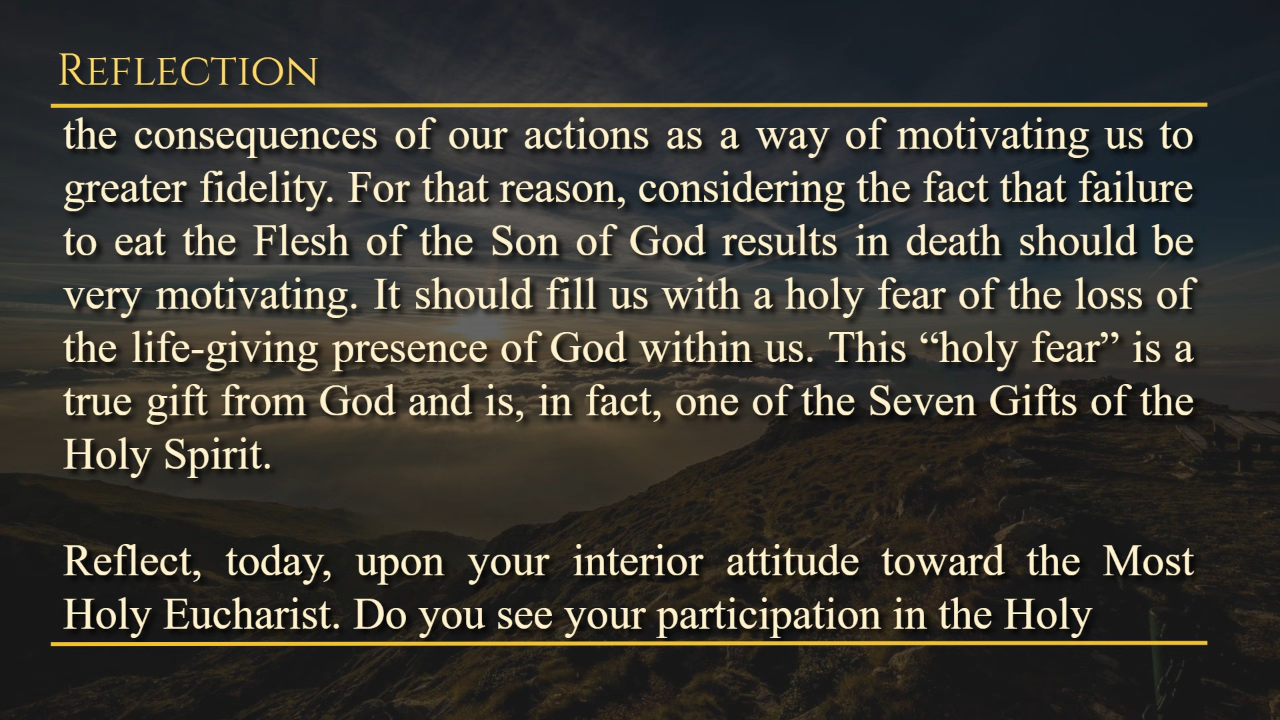 Reflection
the consequences of our actions as a way of motivating us to
greater fidelity. For that reason, considering the fact that failure
to eat the Flesh of the Son of God results in death should be
very motivating. It should fill us with a holy fear of the loss of
the life-giving presence of God within us. This “holy fear” is a
true gift from God and is, in fact, one of the Seven Gifts of the
Holy Spirit.
Reflect, today, upon your interior attitude toward the Most
Holy Eucharist. Do you see your participation in the Holy